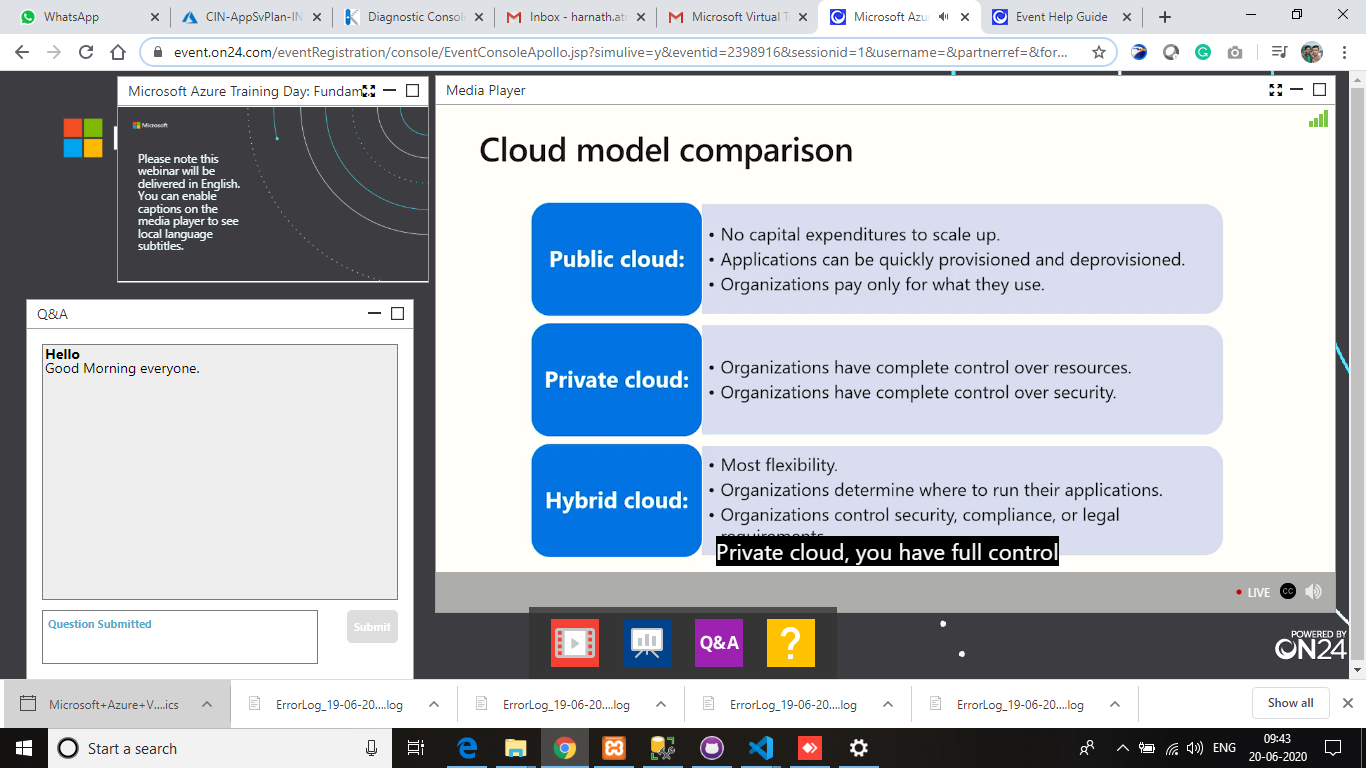 WhatsApp
CIN-AppSvPlan-IN
Diagnostic Consol
Inbox - harnath.at
Microsoft Virtual T
Microsoft Azu
Event Help Guide
event.on24.com/eventRegistration/console/EventConsoleApollo.jsp?simulive=y&eventid=2398916&sessionid=1&username=&partnerref=&for...
Microsoft Azure Training Day: Fundam
Microsoft
Please note this
webinar will be
delivered in English.
You can enable
captions on the
media player to see
local language
subtitles.
Q&A
Hello
Good Morning everyone.
Question Submitted
Submit
Media Player
Cloud model comparison
Public cloud:
• No capital expenditures to scale up.
• Applications can be quickly provisioned and deprovisioned.
• Organizations pay only for what they use.
Private cloud:
• Organizations have complete control over resources.
• Organizations have complete control over security.
Hybrid cloud:
• Most flexibility.
• Organizations determine where to run their applications.
• Organizations control security, compliance, or legal
Private cloud, you have full control
LIVE
CC
Q&A
?
POWERED BY
ON24
Microsoft+Azure+V....ics
ErrorLog_19-06-20....log
ErrorLog_19-06-20....log
ErrorLog_19-06-20....log
ErrorLog_19-06-20....log
Show all
Start a search
ENG
09:43
20-06-2020